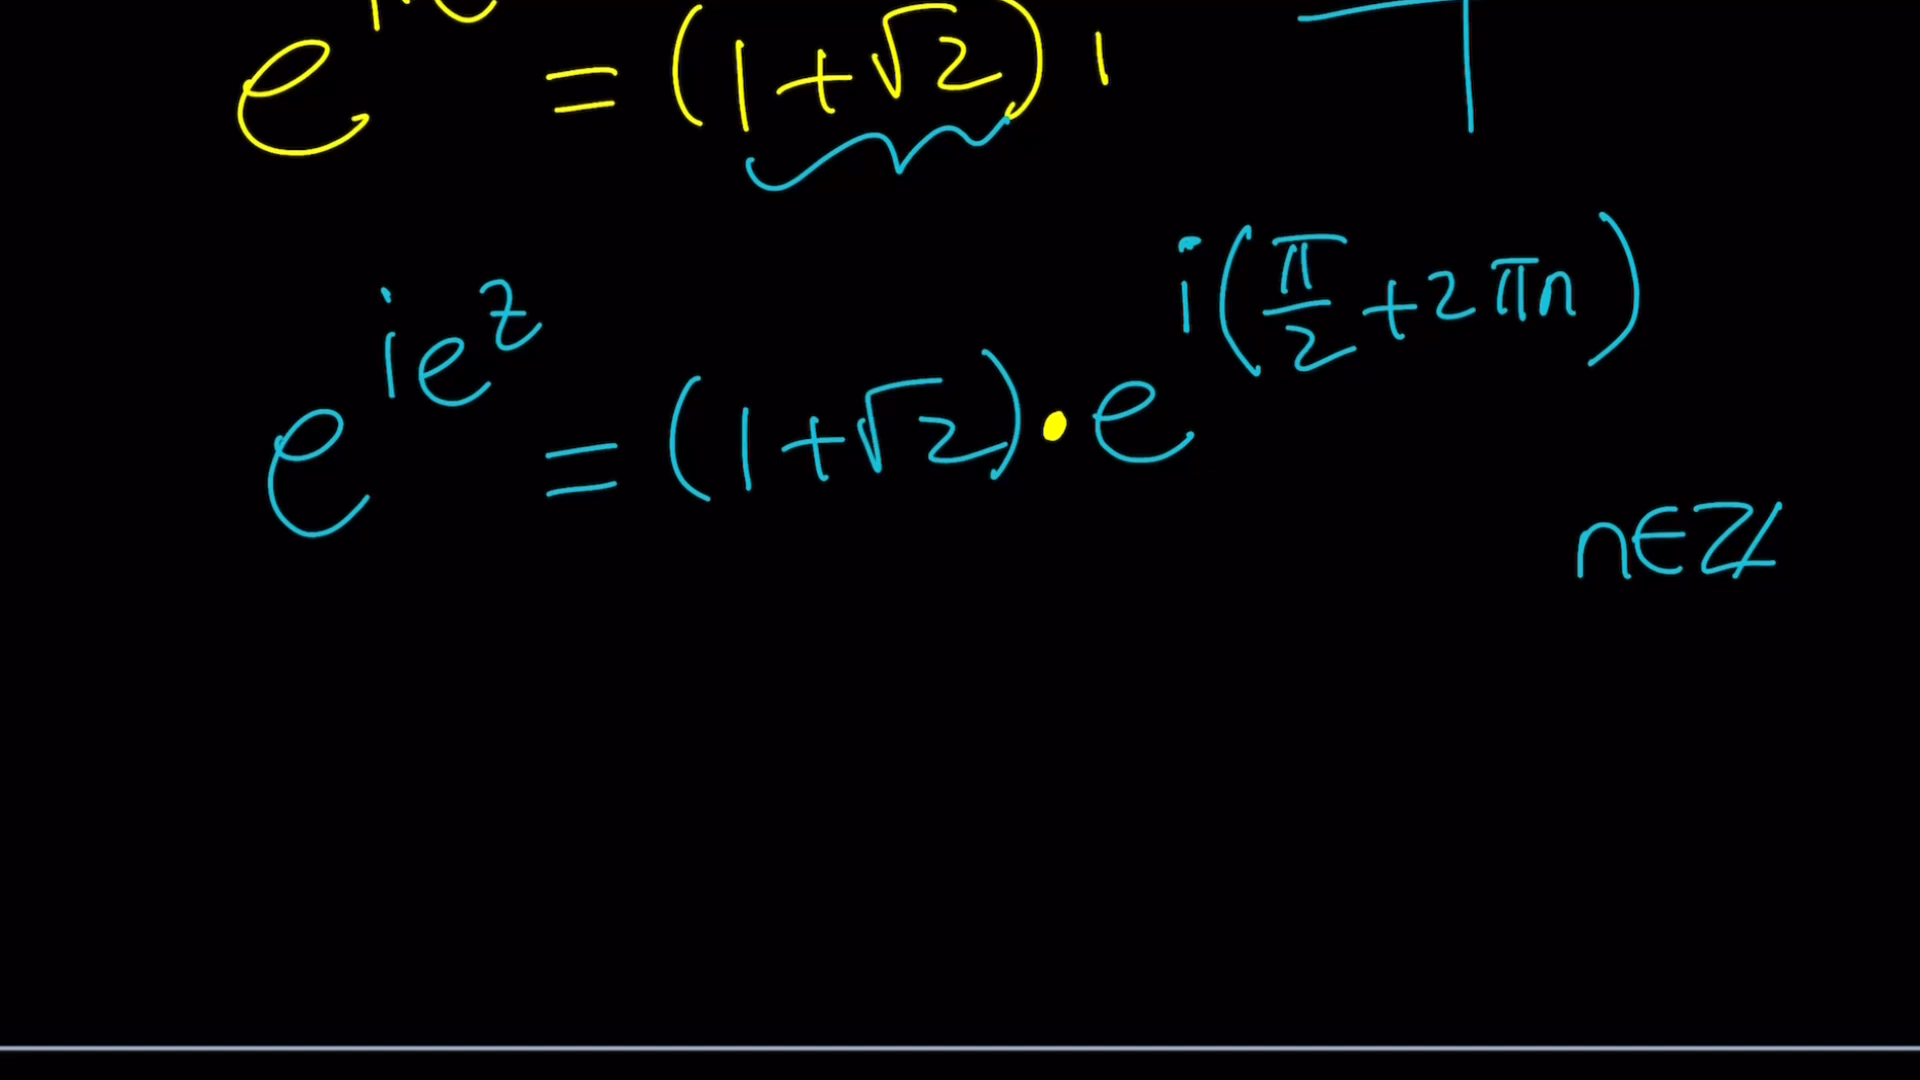 e = (1+√2) i
e^{ie^z} = (1+√2) · e^{i(π/2 + 2πn)}
n∈ℤ